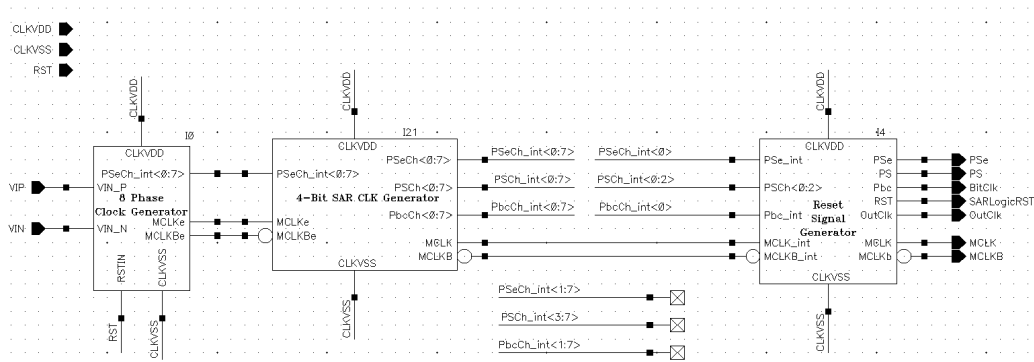 CLKVDD
CLKVSS
RST
CLKVDD
CLKVDD
CLKVDD
I0
I21
I4
CLKVDD
PSeCh_int<0:7>
VIP
VIN_P
8 Phase
Clock Generator
MCLKe
MCLKBe
VIN
VIN_N
RSTIN
CLKVSS
RST
CLKVSS
CLKVDD
PSeCh<0:7>
PSeCh_int<0:7>
4-Bit SAR CLK Generator
PSCh<0:7>
PbcCh<0:7>
MCLKe
MCLKBe
MCLK
MCLKB
CLKVSS
CLKVSS
PSeCh_int<0:7>
PSeCh_int<0>
PSCh_int<0:7>
PSCh_int<0:2>
PbcCh_int<0:7>
PbcCh_int<0>
CLKVDD
PSe_int
PSe
PSe
PS
PS
PSCh<0:2>
Pbc
BitClk
RST
SARLogicRST
Pbc_int
Reset
Signal
Generator
OutClk
OutClk
MCLK_int
MCLK
MCLK
MCLKB_int
MCLKb
MCLKB
CLKVSS
CLKVSS
PSeCh_int<1:7>
PSCh_int<3:7>
PbcCh_int<1:7>